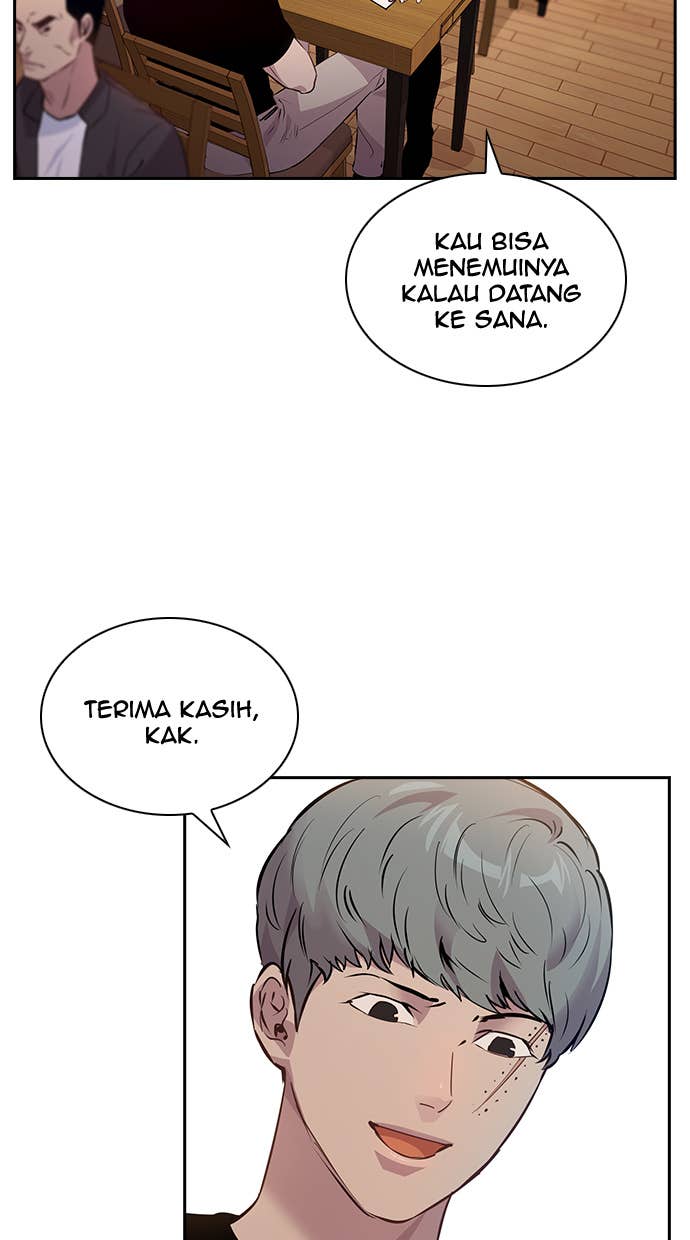 KAU BISA
MENEMUINYA
KALAU DATANG
KE SANA.
TERIMA KASIH,
KAK.